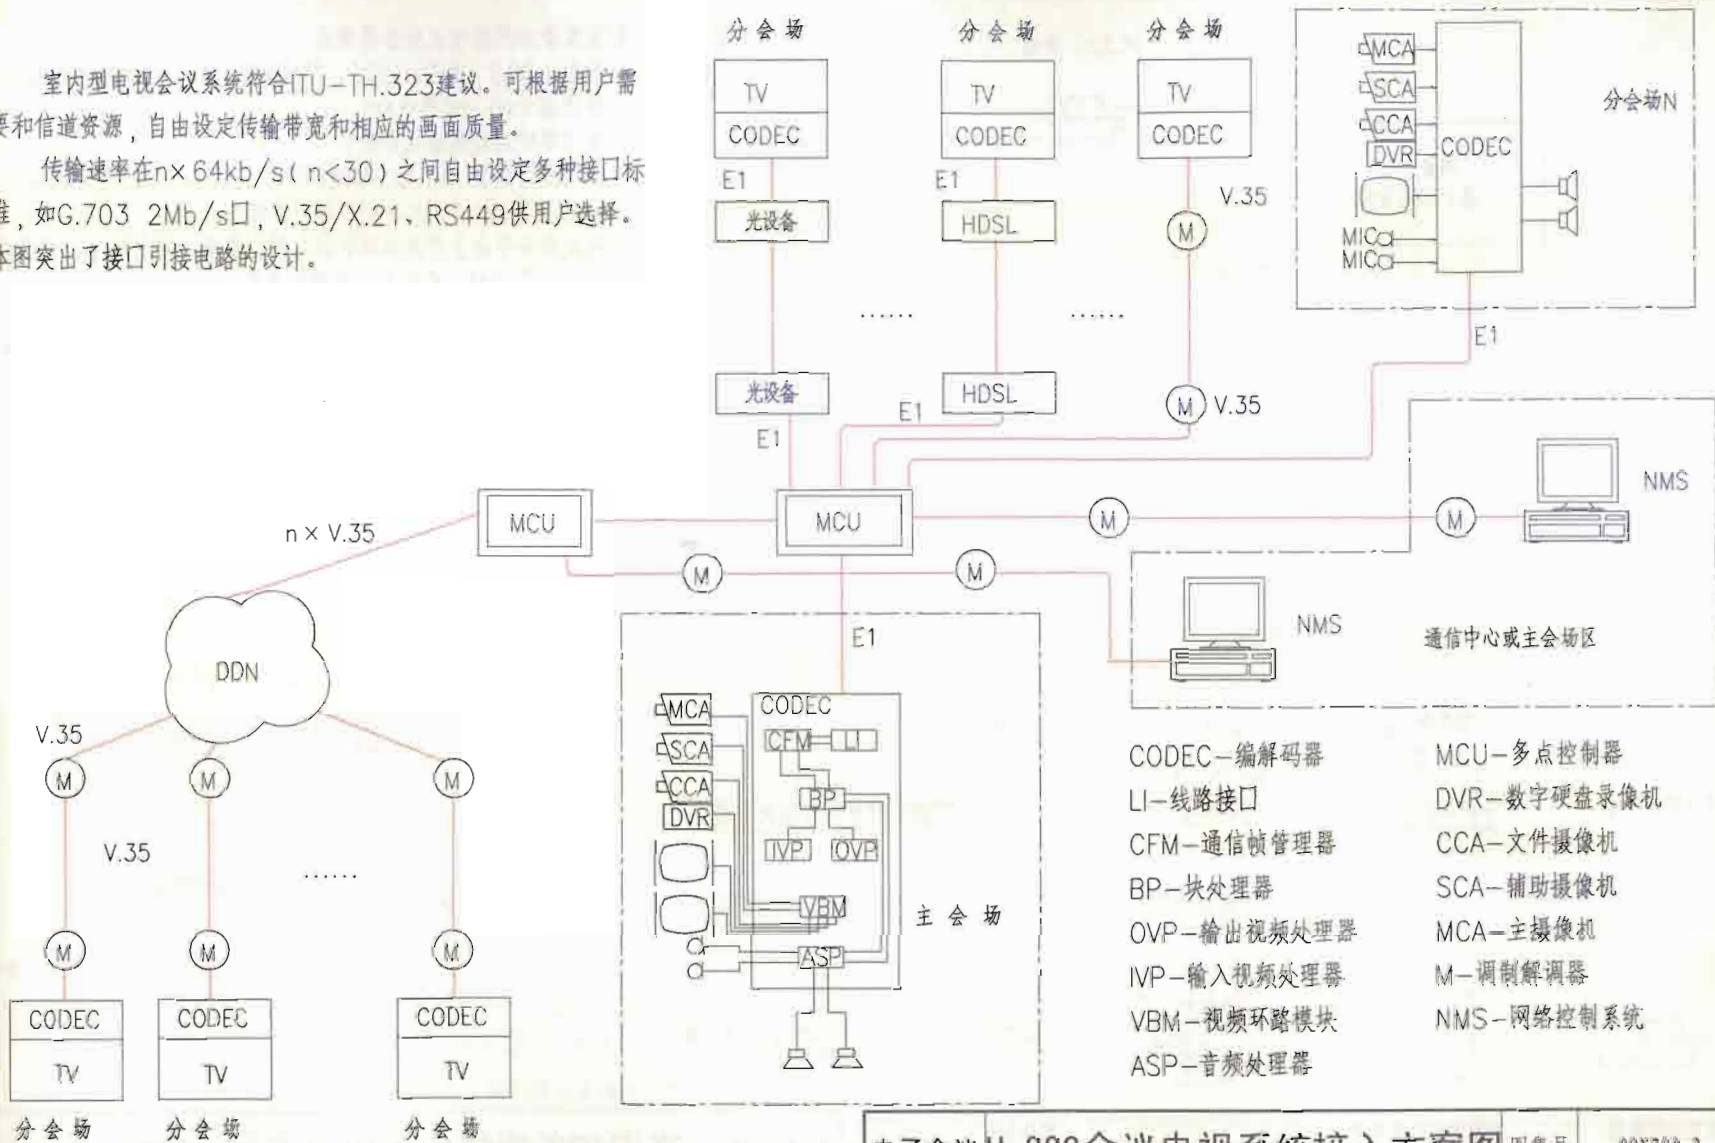 室内型电视会议系统符合ITU-TH.323建议。可根据用户需
要和信道资源，自由设定传输带宽和相应的画面质量。
传输速率在n×64kb/s(n<30)之间自由设定多种接口标
准，如G.703 2Mb/s口，V.35/X.21、RS449供用户选择。
本图突出了接口引接电路的设计。
分会场
分会场
分会场
TV
CODEC
TV
CODEC
TV
CODEC
E1
E1
V.35
光设备
HDSL
M
......
......
光设备
HDSL
M
V.35
E1
E1
MCA
SCA
CCA
DVR
MIC
MIC
CODEC
分会场N
E1
n×V.35
MCU
MCU
M
M
NMS
M
M
NMS
通信中心或主会场区
DDN
E1
V.35
M
M
M
V.35
......
M
M
M
CODEC
TV
CODEC
TV
CODEC
TV
分会场
分会场
分会场
MCA
SCA
CCA
DVR
CODEC
CFM
LI
BP
IVP
OVP
VBM
ASP
主会场
CODEC-编解码器
LI-线路接口
CFM-通信帧管理器
BP-块处理器
OVP-输出视频处理器
IVP-输入视频处理器
VBM-视频环路模块
ASP-音频处理器
MCU-多点控制器
DVR-数字硬盘录像机
CCA-文件摄像机
SCA-辅助摄像机
MCA-主摄像机
M-调制解调器
NMS-网络控制系统
会议电视系统接入方案图